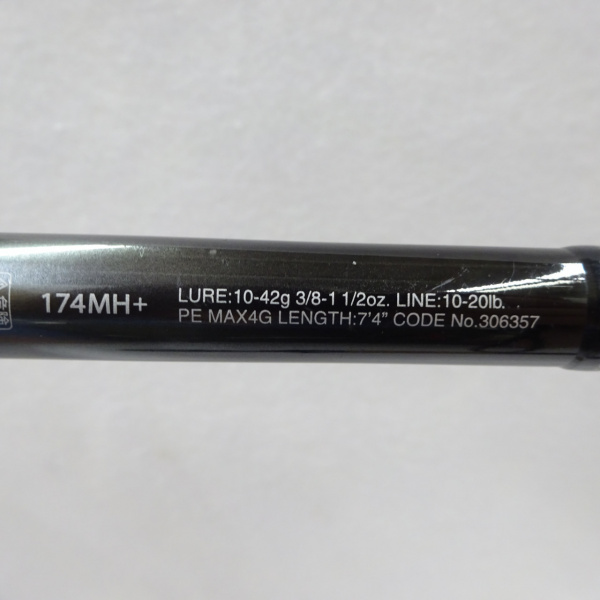 174MH+
LURE:10-42g 3/8-1 1/2oz. LINE:10-20lb.
PE MAX4G LENGTH:7'4" CODE No.306357